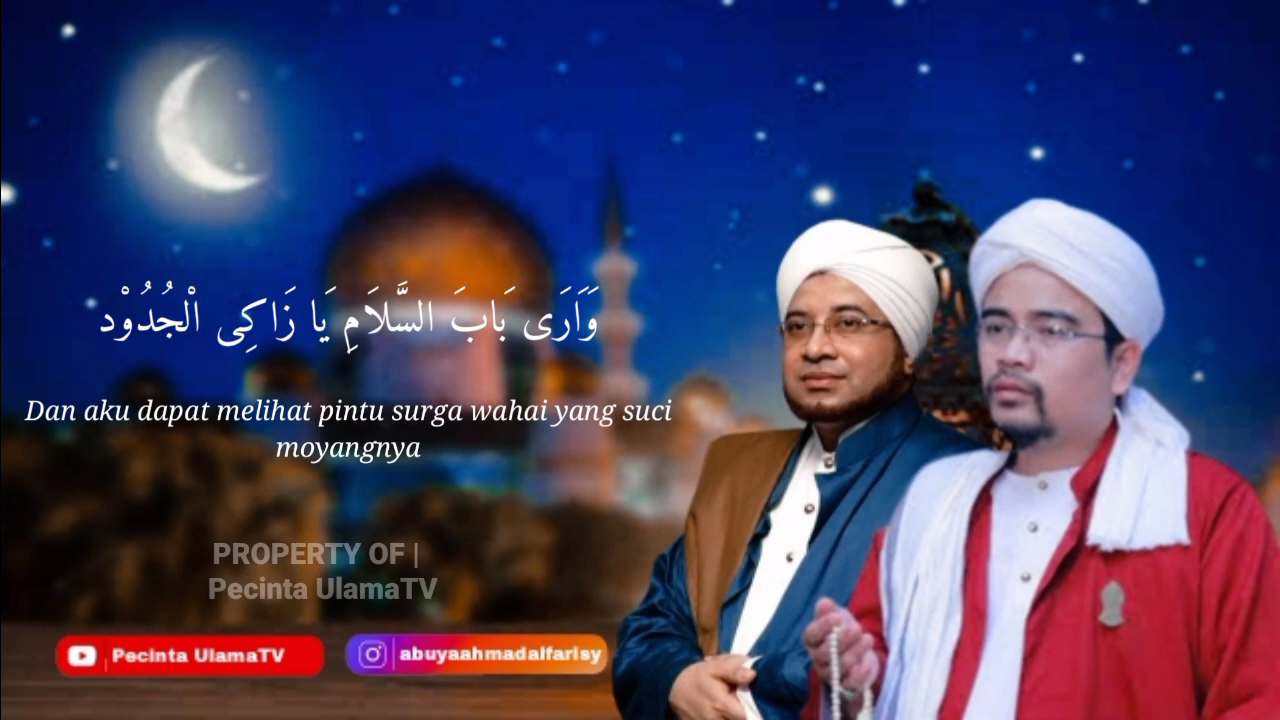 وَاَرَى بَابَ السَّلَامِ يَا زَاكِى الْجُدُوْد
Dan aku dapat melihat pintu surga wahai yang suci
moyangnya
PROPERTY OF |
Pecinta UlamaTV
Pecinta UlamaTV
abuyaahmadalfarisy